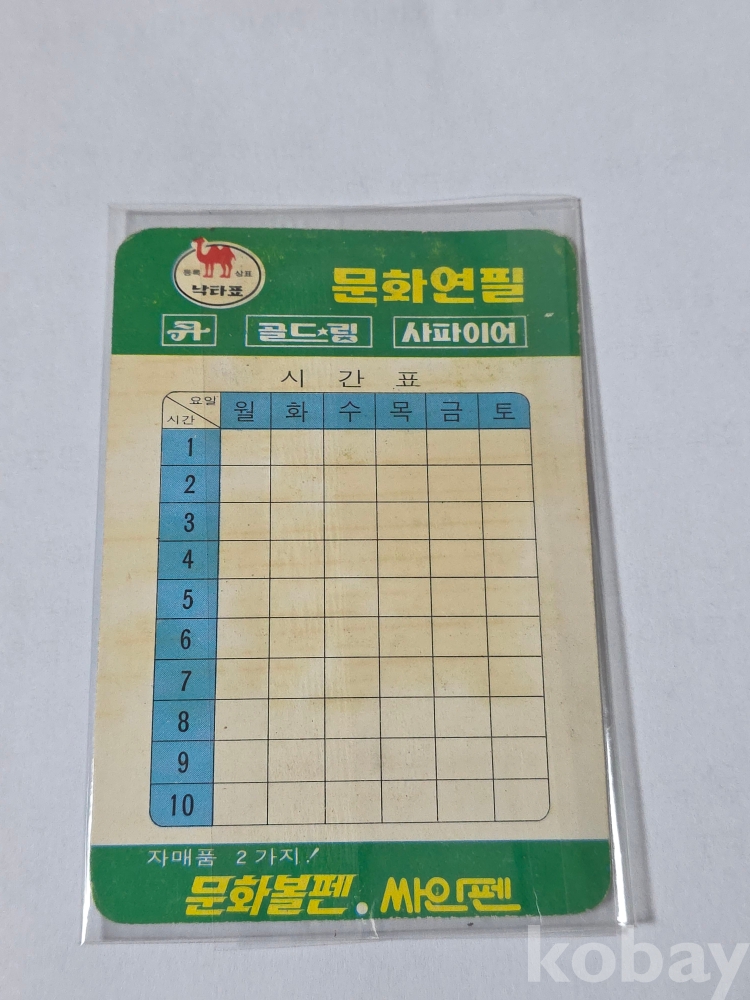 등록 상표
낙타표
문화연필
골드★링 사파이어
시 간 표
요일
시간
월 화 수 목 금 토
1
2
3
4
5
6
7
8
9
10
자매품 2가지!
문화볼펜. 싸인펜
kobay